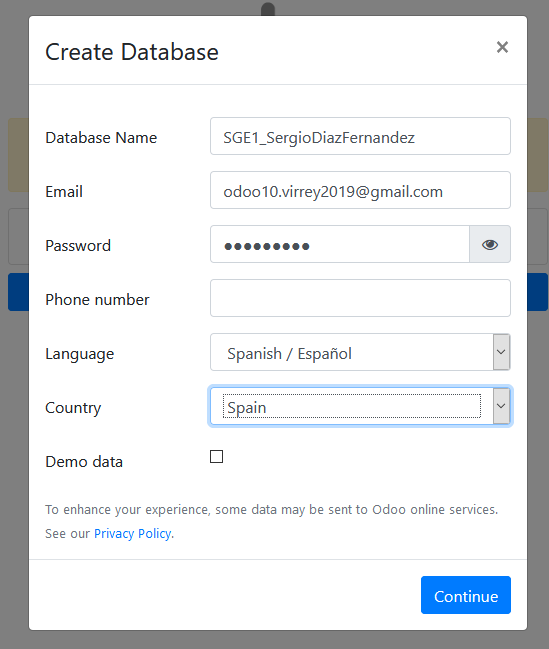 Create Database ×
Database Name SGE1_SergioDiazFernandez
Email odoo10.virrey2019@gmail.com
Password ●●●●●●●●●
Phone number
Language Spanish / Español
Country Spain
Demo data
To enhance your experience, some data may be sent to Odoo online services.
See our Privacy Policy.
Continue